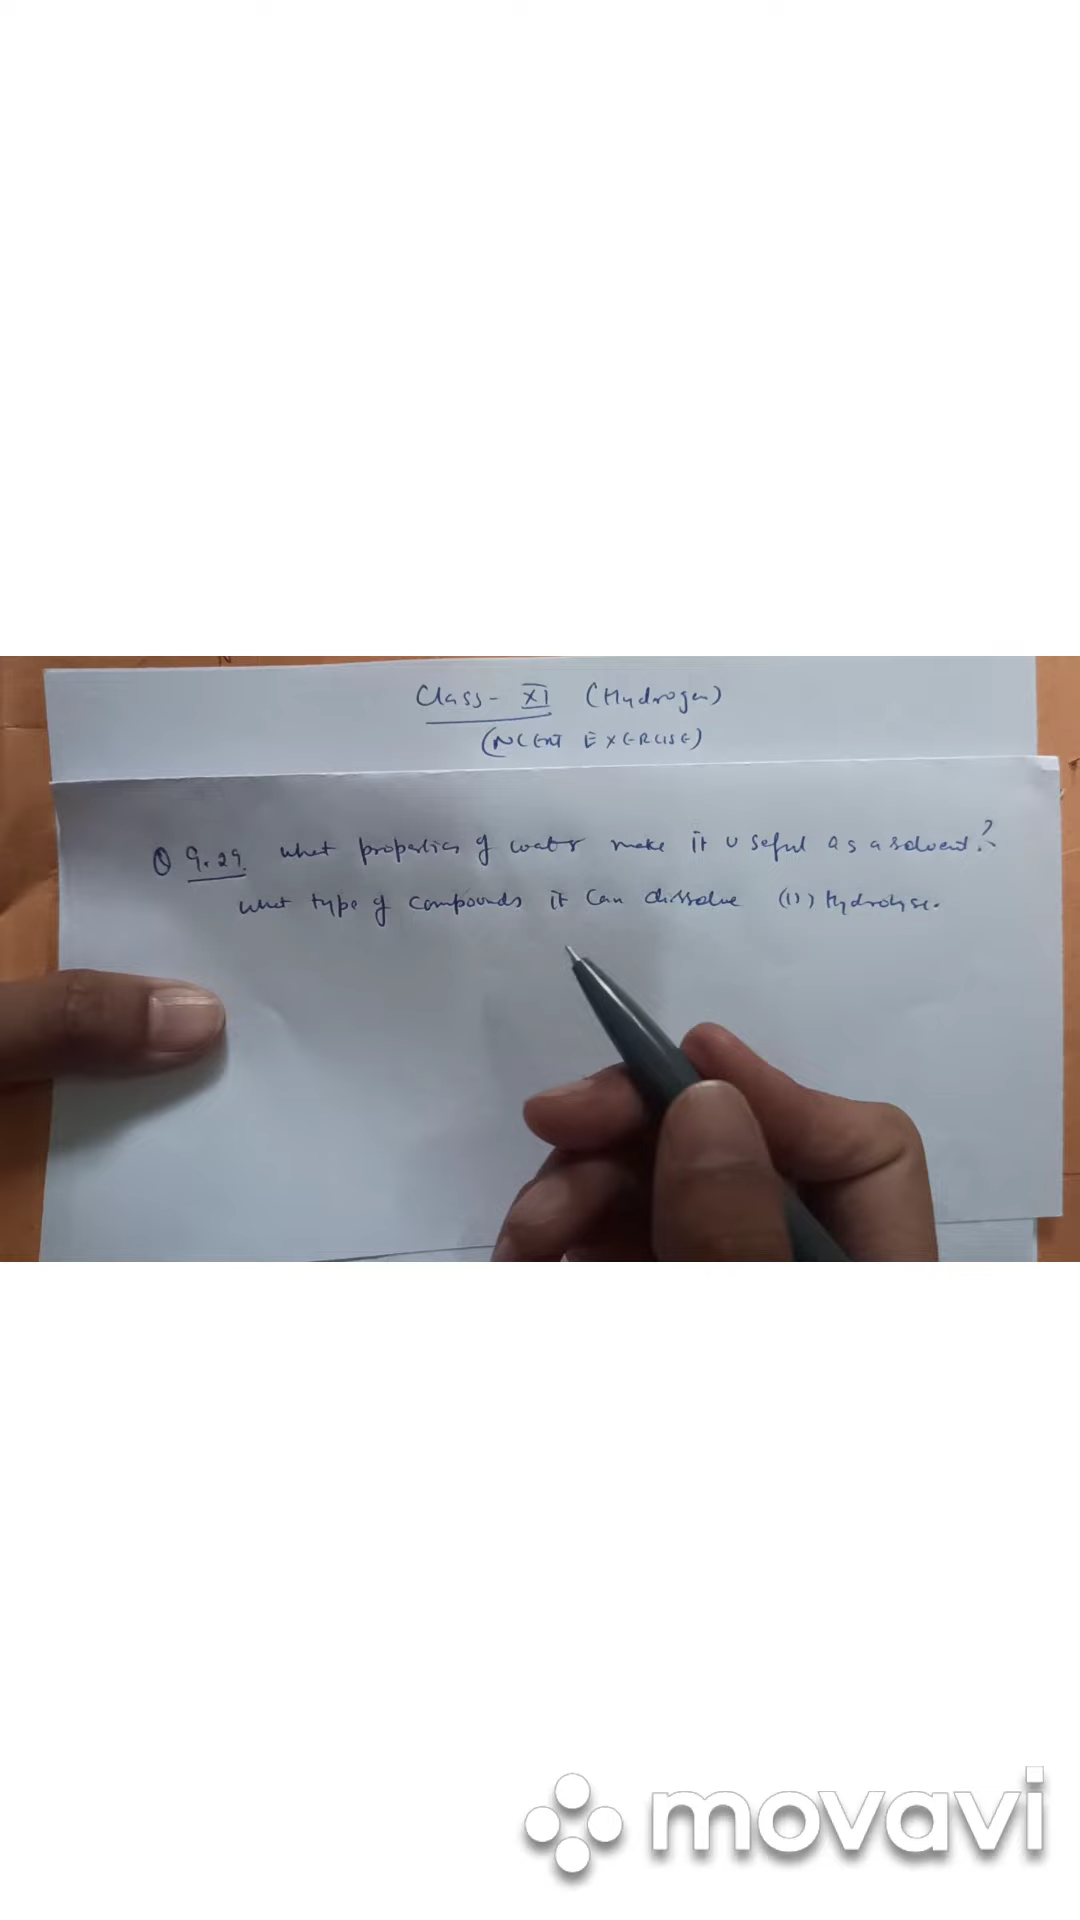 Class- XI (Hydrogen)
(NCERT EXERCISE)
Q 9.29. What properties of water make it useful as a solvent?
What type of compounds it can dissolve (ii) Hydrolyse.
movavi